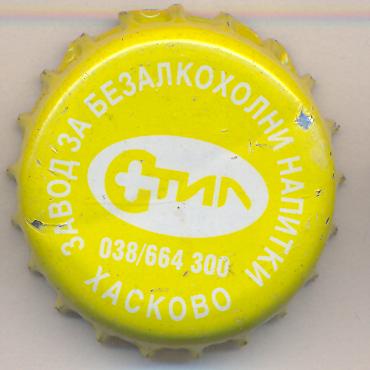 ЗАВОД ЗА БЕЗАЛКОХОЛНИ НАПИТКИ
СТИЛ
038/664 300
ХАСКОВО